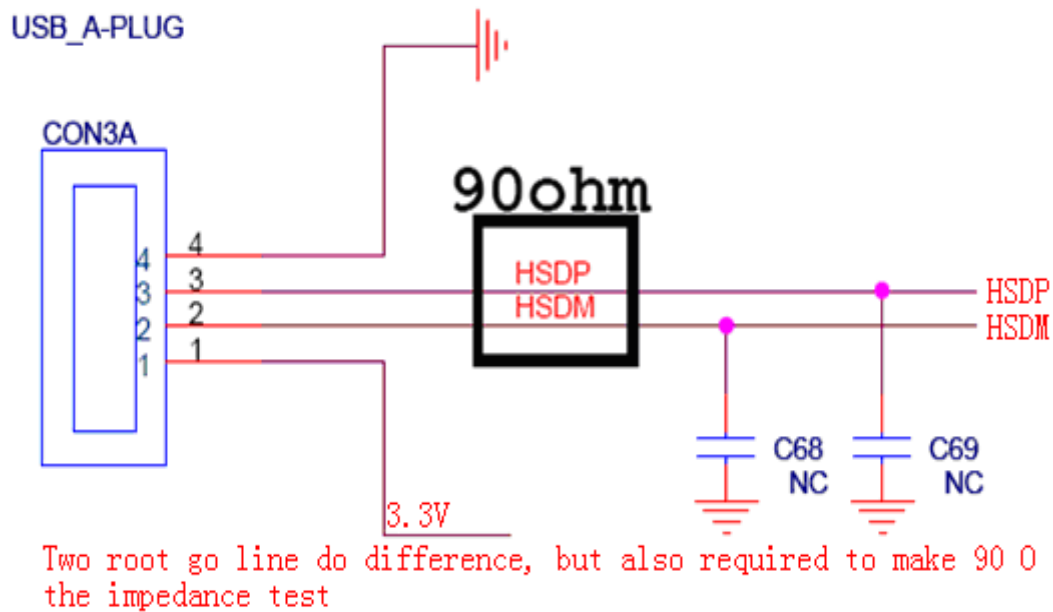 USB_A-PLUG
CON3A
90ohm
4 4
3 3
2 2
1 1
HSDP
HSDM
HSDP
HSDM
C68
NC
C69
NC
3.3V
Two root go line do difference, but also required to make 90 O
the impedance test